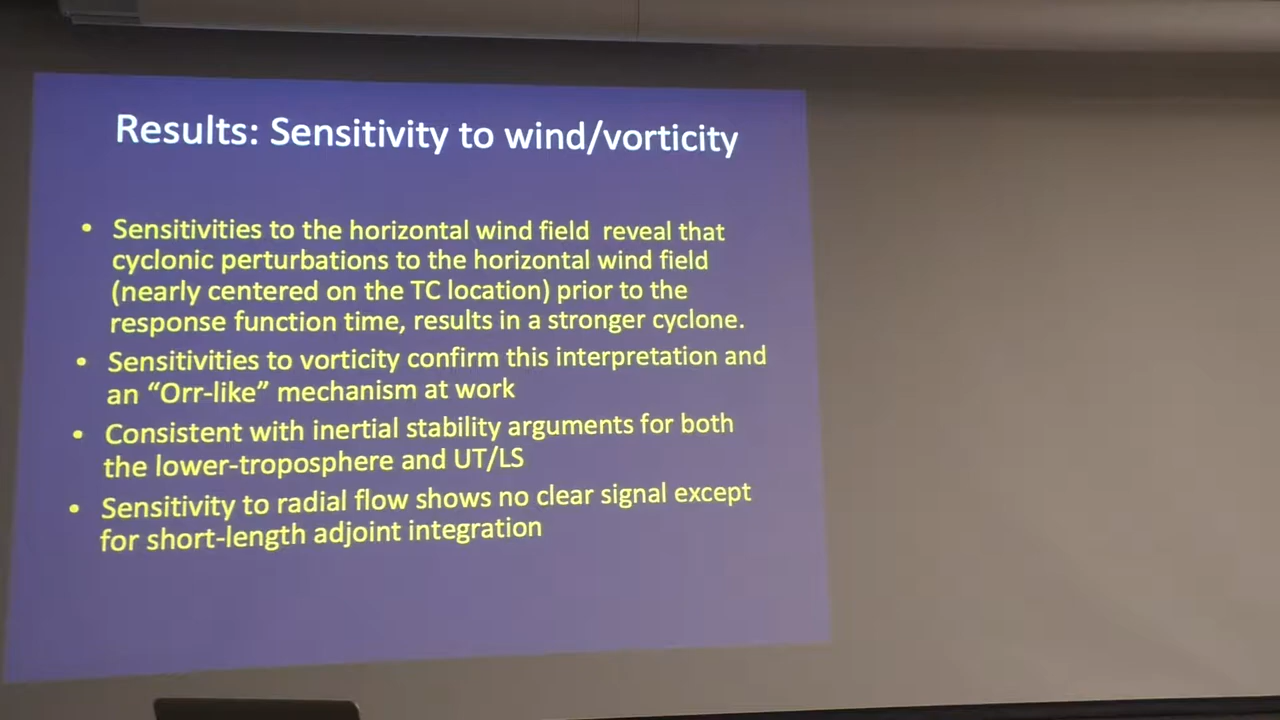 Results: Sensitivity to wind/vorticity
• Sensitivities to the horizontal wind field reveal that
cyclonic perturbations to the horizontal wind field
(nearly centered on the TC location) prior to the
response function time, results in a stronger cyclone.
• Sensitivities to vorticity confirm this interpretation and
an “Orr-like” mechanism at work
• Consistent with inertial stability arguments for both
the lower-troposphere and UT/LS
• Sensitivity to radial flow shows no clear signal except
for short-length adjoint integration